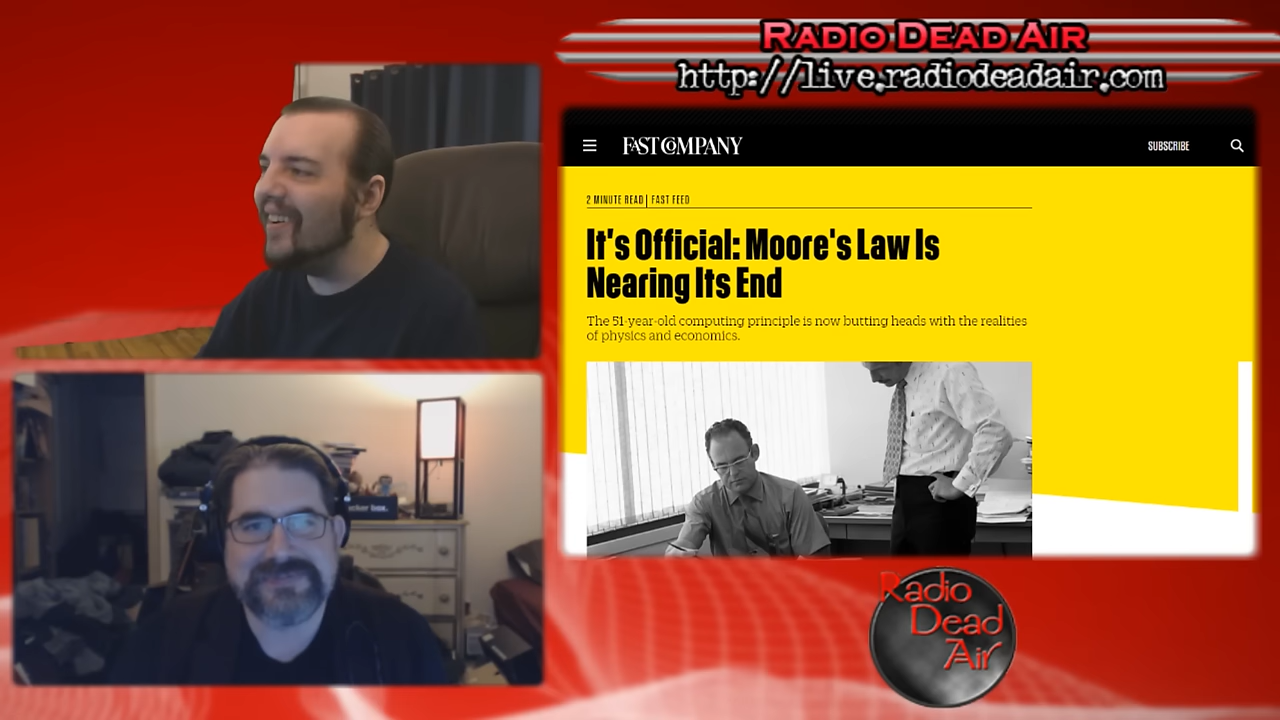 Radio Dead Air
http://live.radiodeadair.com
FAST COMPANY
SUBSCRIBE
2 MINUTE READ | FAST FEED
It's Official: Moore's Law Is
Nearing Its End
The 51-year-old computing principle is now butting heads with the realities
of physics and economics.
cker box.
Radio
Dead
Air